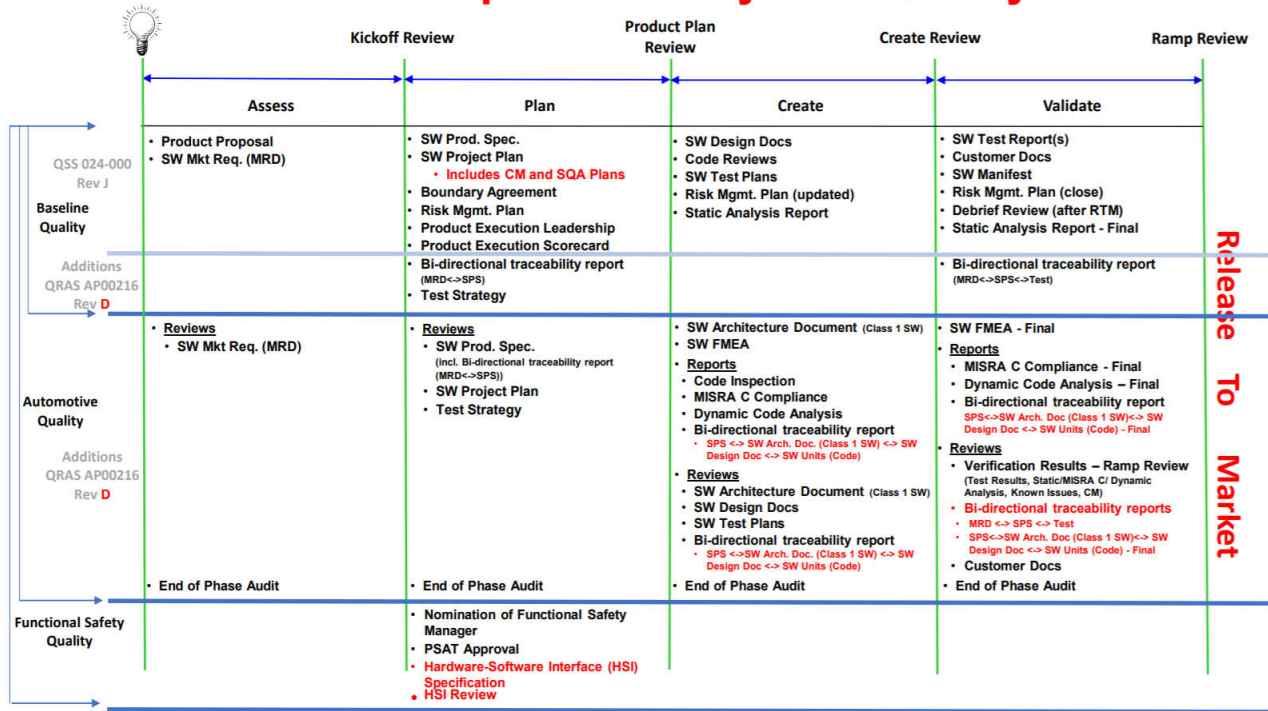 Kickoff Review
Product Plan
Review
Create Review
Ramp Review
Assess
Plan
Create
Validate
QSS 024-000
Rev J
Baseline
Quality
• Product Proposal
• SW Mkt Req. (MRD)
• SW Prod. Spec.
• SW Project Plan
• Includes CM and SQA Plans
• Boundary Agreement
• Risk Mgmt. Plan
• Product Execution Leadership
• Product Execution Scorecard
• SW Design Docs
• Code Reviews
• SW Test Plans
• Risk Mgmt. Plan (updated)
• Static Analysis Report
• SW Test Report(s)
• Customer Docs
• SW Manifest
• Risk Mgmt. Plan (close)
• Debrief Review (after RTM)
• Static Analysis Report - Final
Additions
QRAS AP00216
Rev D
• Bi-directional traceability report
(MRD<->SPS)
• Test Strategy
• Bi-directional traceability report
(MRD<->SPS<->Test)
Automotive
Quality
Additions
QRAS AP00216
Rev D
• Reviews
• SW Mkt Req. (MRD)
• End of Phase Audit
• Reviews
• SW Prod. Spec.
(incl. Bi-directional traceability report
(MRD<->SPS))
• SW Project Plan
• Test Strategy
• End of Phase Audit
• SW Architecture Document (Class 1 SW)
• SW FMEA
• Reports
• Code Inspection
• MISRA C Compliance
• Dynamic Code Analysis
• Bi-directional traceability report
• SPS <-> SW Arch. Doc. (Class 1 SW) <-> SW
Design Doc <-> SW Units (Code)
• Reviews
• SW Architecture Document (Class 1 SW)
• SW Design Docs
• SW Test Plans
• Bi-directional traceability report
• SPS <->SW Arch. Doc. (Class 1 SW) <-> SW
Design Doc <-> SW Units (Code)
• End of Phase Audit
• SW FMEA - Final
• Reports
• MISRA C Compliance - Final
• Dynamic Code Analysis – Final
• Bi-directional traceability report
SPS<->SW Arch. Doc (Class 1 SW)<-> SW
Design Doc <-> SW Units (Code) - Final
• Reviews
• Verification Results – Ramp Review
(Test Results, Static/MISRA C/ Dynamic
Analysis, Known Issues, CM)
• Bi-directional traceability reports
• MRD <-> SPS <-> Test
• SPS<->SW Arch. Doc (Class 1 SW)<-> SW
Design Doc <-> SW Units (Code) - Final
• Customer Docs
• End of Phase Audit
Functional Safety
Quality
• Nomination of Functional Safety
Manager
• PSAT Approval
• Hardware-Software Interface (HSI)
Specification
• HSI Review
Release To Market